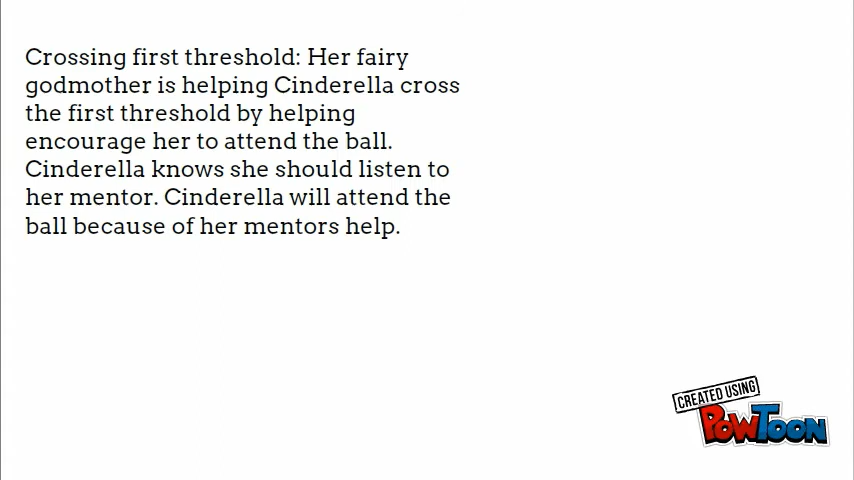 Crossing first threshold: Her fairy
godmother is helping Cinderella cross
the first threshold by helping
encourage her to attend the ball.
Cinderella knows she should listen to
her mentor. Cinderella will attend the
ball because of her mentors help.
CREATED USING
POWTOON